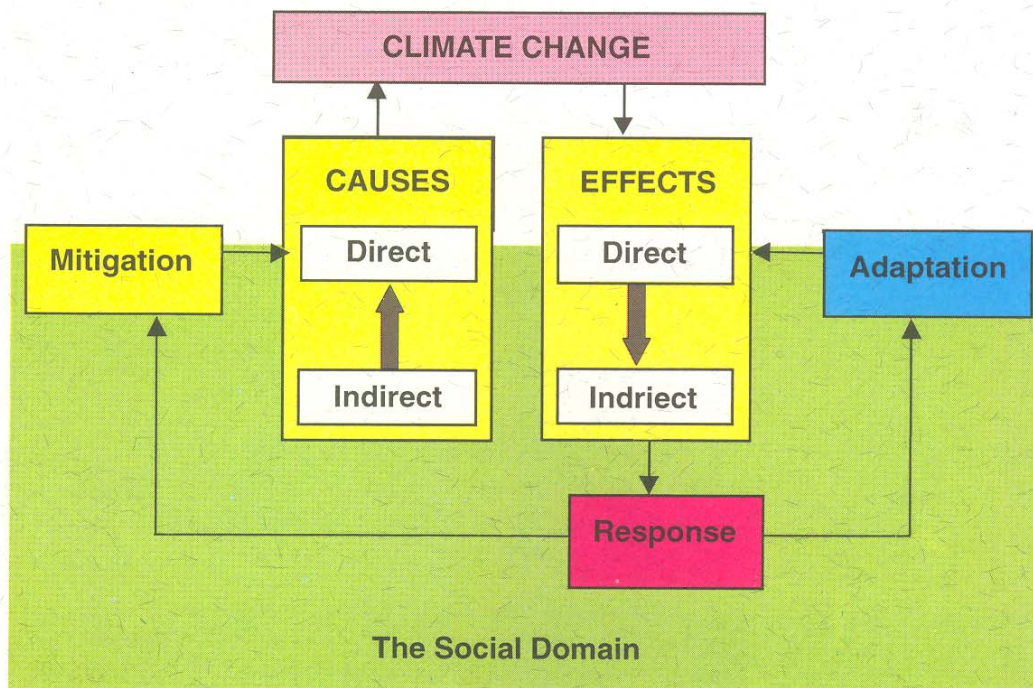 CLIMATE CHANGE
CAUSES
EFFECTS
Mitigation
Direct
Direct
Adaptation
Indirect
Indriect
Response
The Social Domain